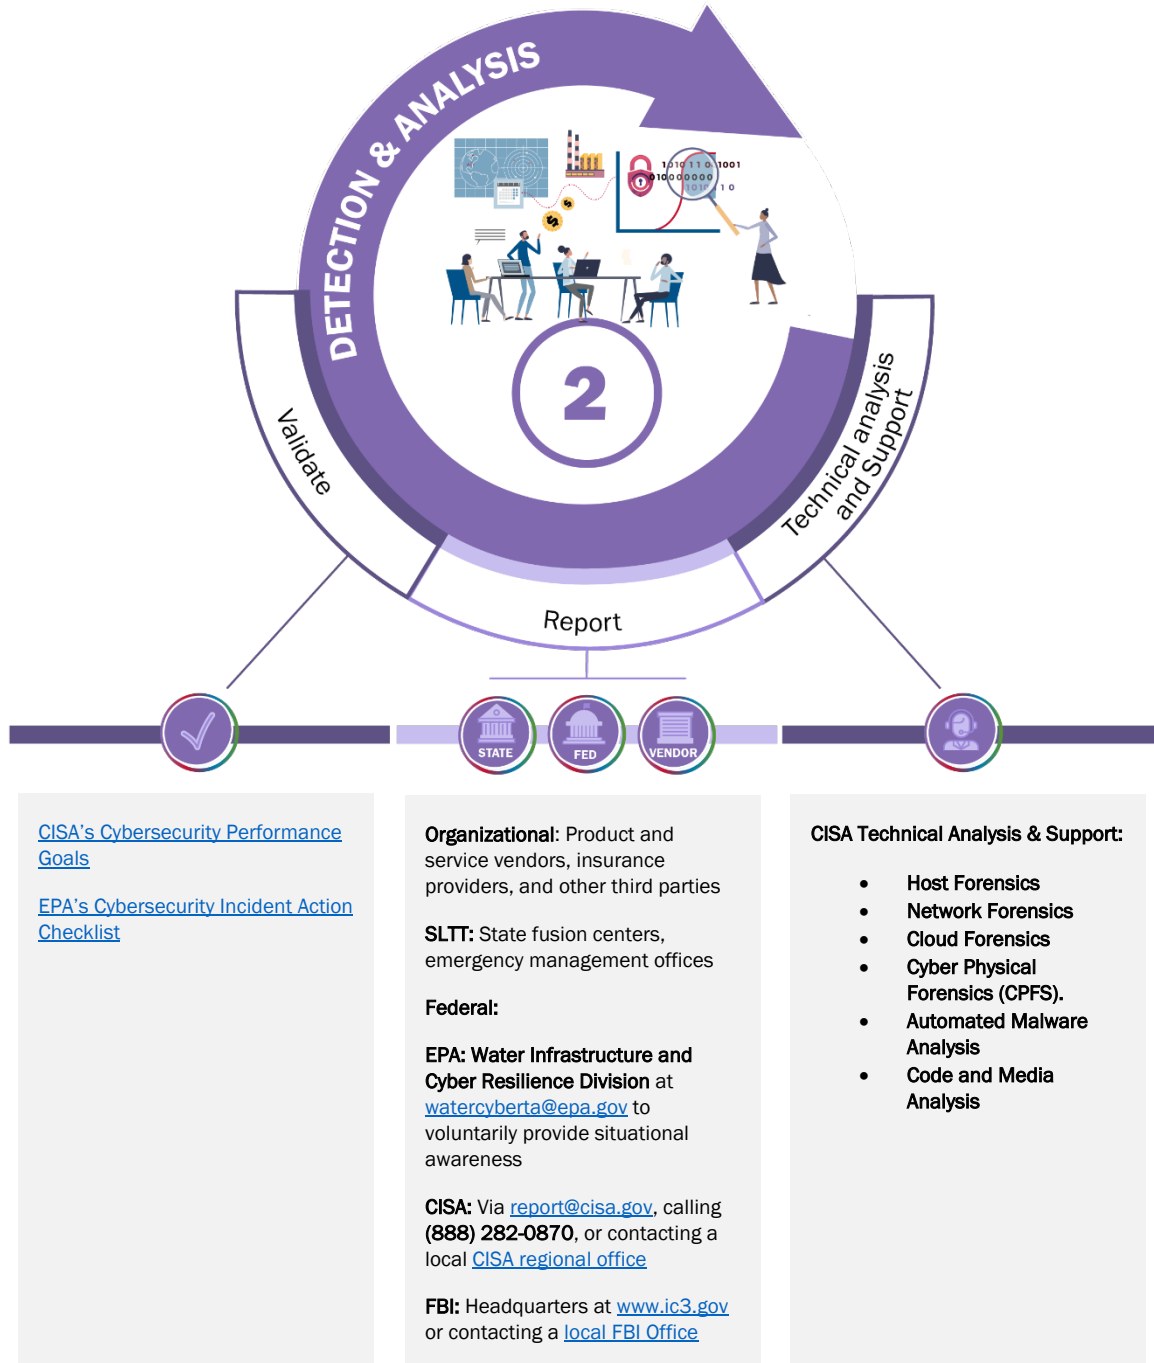 DETECTION & ANALYSIS
1010110 1001
010000000
1010110
2
Validate
Report
Technical analysis
and Support
STATE
FED
VENDOR
CISA's Cybersecurity Performance
Goals
EPA's Cybersecurity Incident Action
Checklist
Organizational: Product and
service vendors, insurance
providers, and other third parties
SLTT: State fusion centers,
emergency management offices
Federal:
EPA: Water Infrastructure and
Cyber Resilience Division at
watercyberta@epa.gov to
voluntarily provide situational
awareness
CISA: Via report@cisa.gov, calling
(888) 282-0870, or contacting a
local CISA regional office
FBI: Headquarters at www.ic3.gov
or contacting a local FBI Office
CISA Technical Analysis & Support:
• Host Forensics
• Network Forensics
• Cloud Forensics
• Cyber Physical
Forensics (CPFS).
• Automated Malware
Analysis
• Code and Media
Analysis